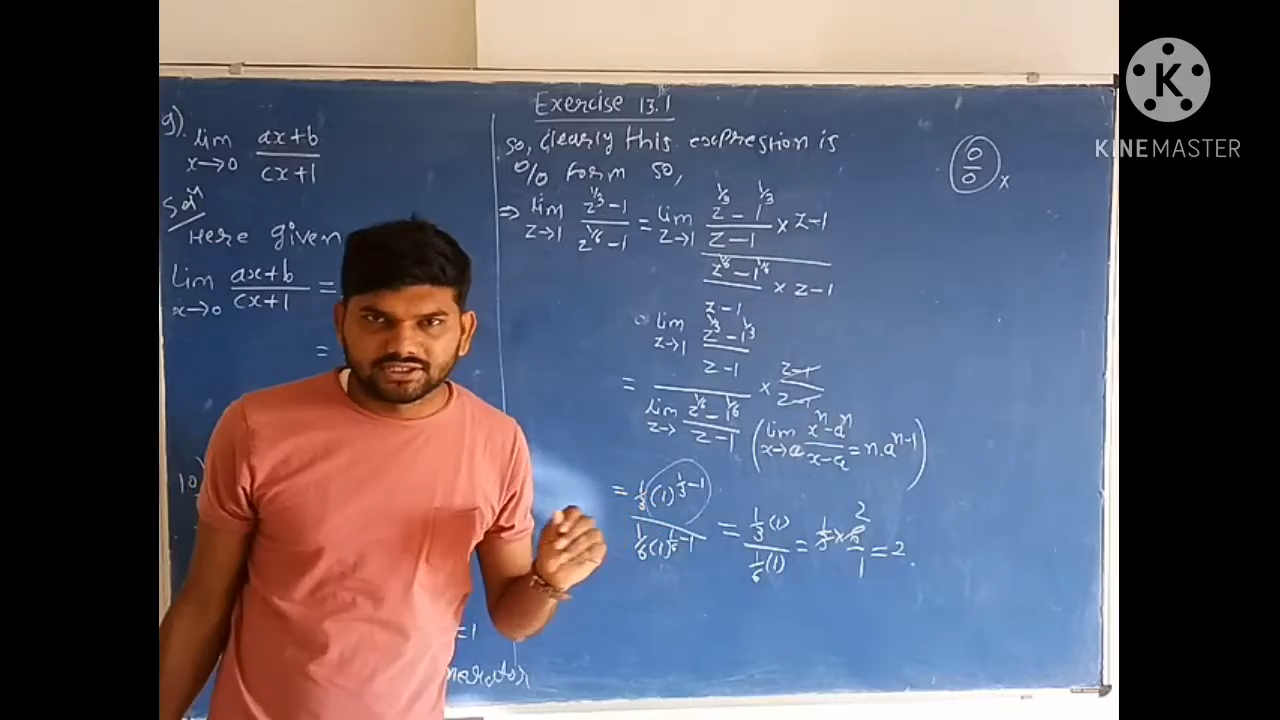 Exercise 13.1
9). lim x→0 ax+b / cx+1
Solⁿ
Here given
Lim x→0 ax+b / cx+1 =
=
10)
=1
so, clearly this expression is
0/0 form so,
⇒ lim z→1 z^1/3 - 1 / z^1/6 - 1 = lim z→1 z^1/3 - 1^1/3 / z-1 × z-1
z^1/6 - 1^1/6 / z-1 × z-1
= lim z→1 z^1/3 - 1^1/3 / z-1
lim z→ z^1/6 - 1^1/6 / z-1 × z-1 / z-1
(lim x→a xⁿ-aⁿ / x-a = n.a^n-1)
= 1/3 (1)^1/3-1 / 1/6 (1)^1/6-1 = 1/3 (1) / 1/6 (1) = 1/3 × 6/1 = 2.
2
0/0 x
K
KINEMASTER